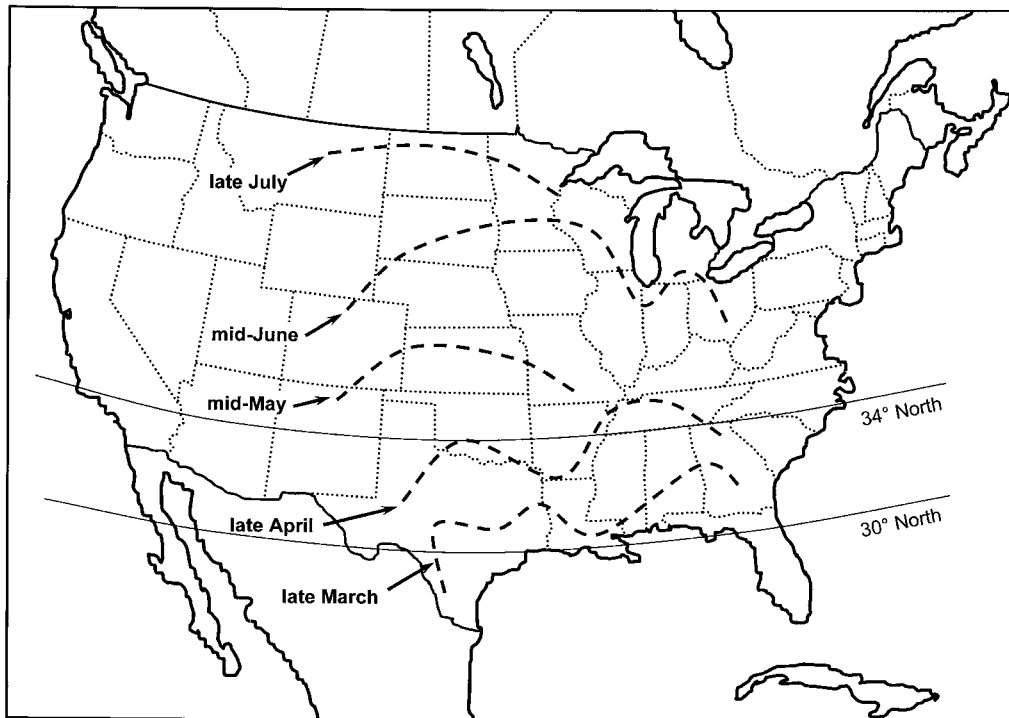 late July
mid-June
mid-May
34° North
late April
30° North
late March